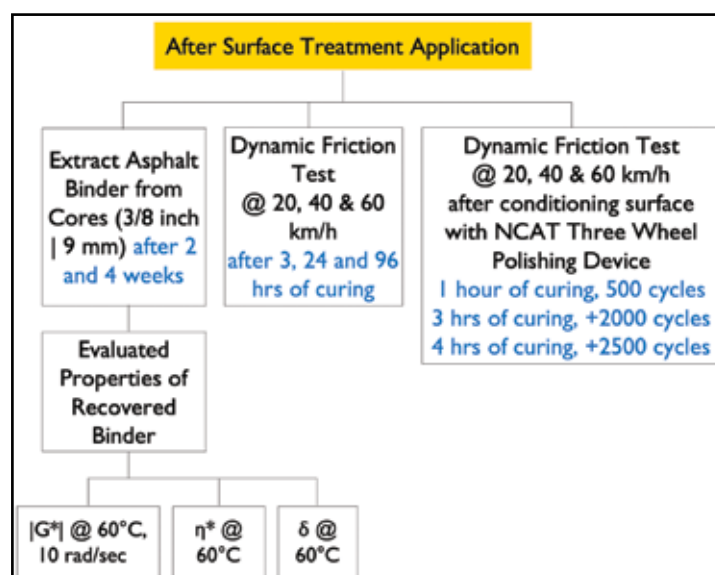 After Surface Treatment Application
Extract Asphalt
Binder from
Cores (3/8 inch
| 9 mm) after 2
and 4 weeks
Dynamic Friction
Test
@ 20, 40 & 60
km/h
after 3, 24 and 96
hrs of curing
Dynamic Friction Test
@ 20, 40 & 60 km/h
after conditioning surface
with NCAT Three Wheel
Polishing Device
1 hour of curing, 500 cycles
3 hrs of curing, +2000 cycles
4 hrs of curing, +2500 cycles
Evaluated
Properties of
Recovered
Binder
|G*| @ 60°C,
10 rad/sec
η* @
60°C
δ @
60°C